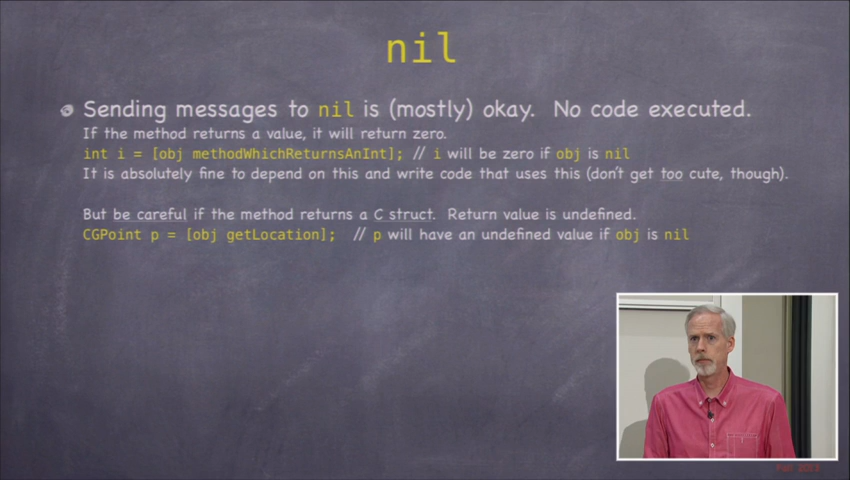 nil
Sending messages to nil is (mostly) okay. No code executed.
If the method returns a value, it will return zero.
int i = [obj methodWhichReturnsAnInt]; // i will be zero if obj is nil
It is absolutely fine to depend on this and write code that uses this (don't get too cute, though).
But be careful if the method returns a C struct. Return value is undefined.
CGPoint p = [obj getLocation]; // p will have an undefined value if obj is nil